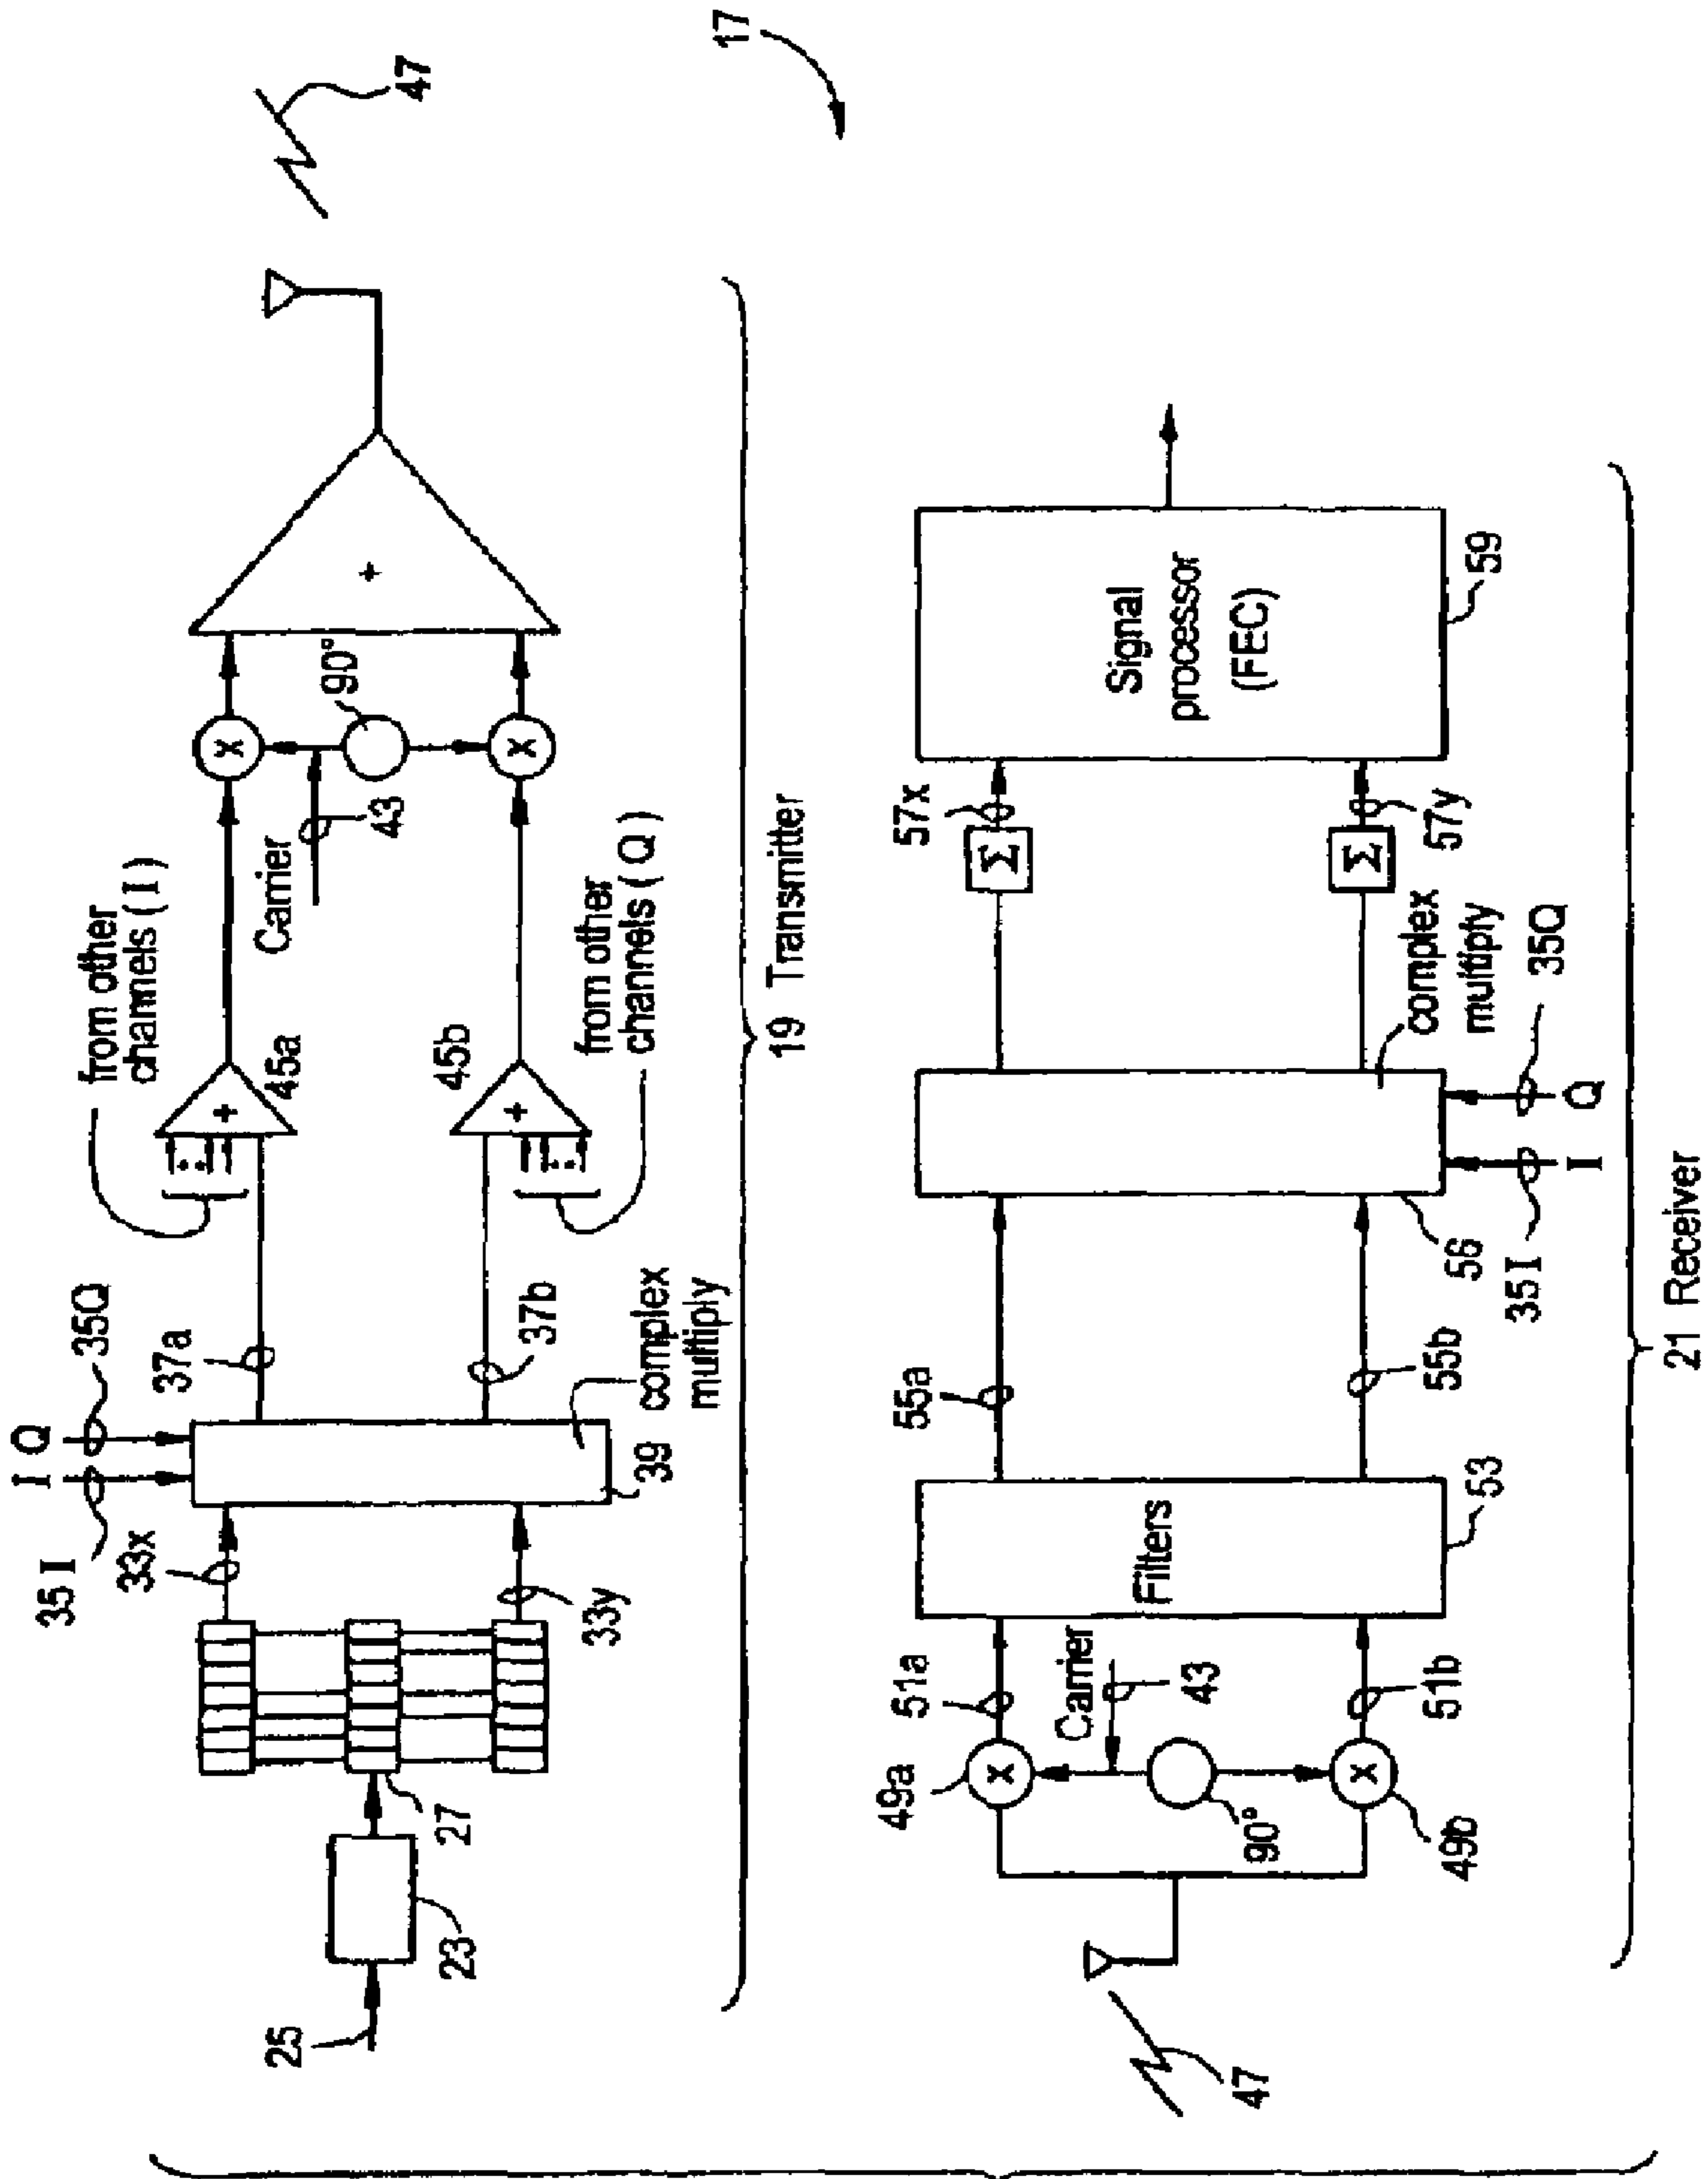 17
47
from other
channels ( I )
45a
Carrier
43
90°
x
+
x
35Q
I Q
35 I
33x
37a
+
+
45b
25
23
27
33y
39
37b
complex
multiply
from other
channels ( Q )
19 Transmitter
49a
51a
55a
57x
x
Carrier
43
Filters
Σ
Signal
processor
(FEC)
90°
x
Σ
57y
59
47
49b
51b
53
55b
56
35 I
I
Q
35Q
complex
multiply
21 Receiver